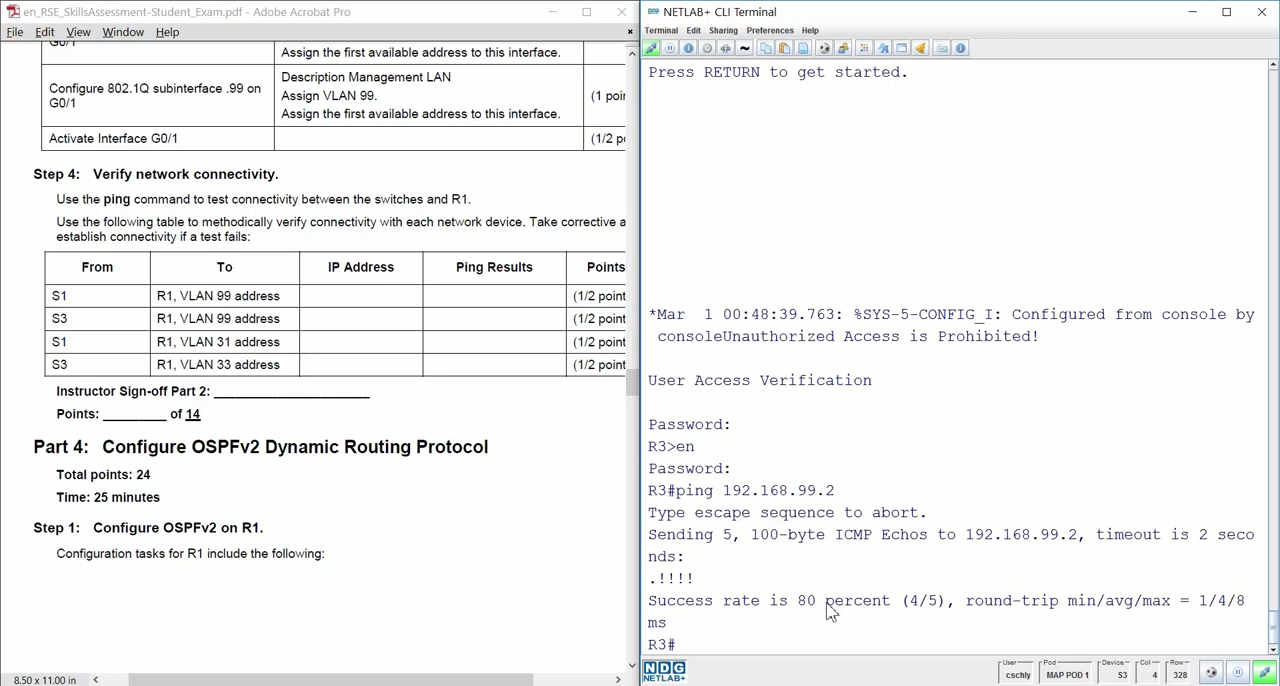 en_RSE_SkillsAssessment-Student_Exam.pdf - Adobe Acrobat Pro
File Edit View Window Help
G0/1
Assign the first available address to this interface.
Configure 802.1Q subinterface .99 on
G0/1
Description Management LAN
Assign VLAN 99.
Assign the first available address to this interface.
(1 poi
Activate Interface G0/1
(1/2 p
Step 4: Verify network connectivity.
Use the ping command to test connectivity between the switches and R1.
Use the following table to methodically verify connectivity with each network device. Take corrective a
establish connectivity if a test fails:
From To IP Address Ping Results Points
S1 R1, VLAN 99 address (1/2 point
S3 R1, VLAN 99 address (1/2 point
S1 R1, VLAN 31 address (1/2 point
S3 R1, VLAN 33 address (1/2 point
Instructor Sign-off Part 2: ______________________
Points: _________ of 14
Part 4: Configure OSPFv2 Dynamic Routing Protocol
Total points: 24
Time: 25 minutes
Step 1: Configure OSPFv2 on R1.
Configuration tasks for R1 include the following:
8.50 x 11.00 in
NETLAB+ CLI Terminal
Terminal Edit Sharing Preferences Help
Press RETURN to get started.
*Mar  1 00:48:39.763: %SYS-5-CONFIG_I: Configured from console by
consoleUnauthorized Access is Prohibited!
User Access Verification
Password:
R3>en
Password:
R3#ping 192.168.99.2
Type escape sequence to abort.
Sending 5, 100-byte ICMP Echos to 192.168.99.2, timeout is 2 seco
nds:
.!!!!
Success rate is 80 percent (4/5), round-trip min/avg/max = 1/4/8
ms
R3#
NDG
NETLAB+
User
cschly
Pod
MAP POD 1
Device
S3
Col
4
Row
328